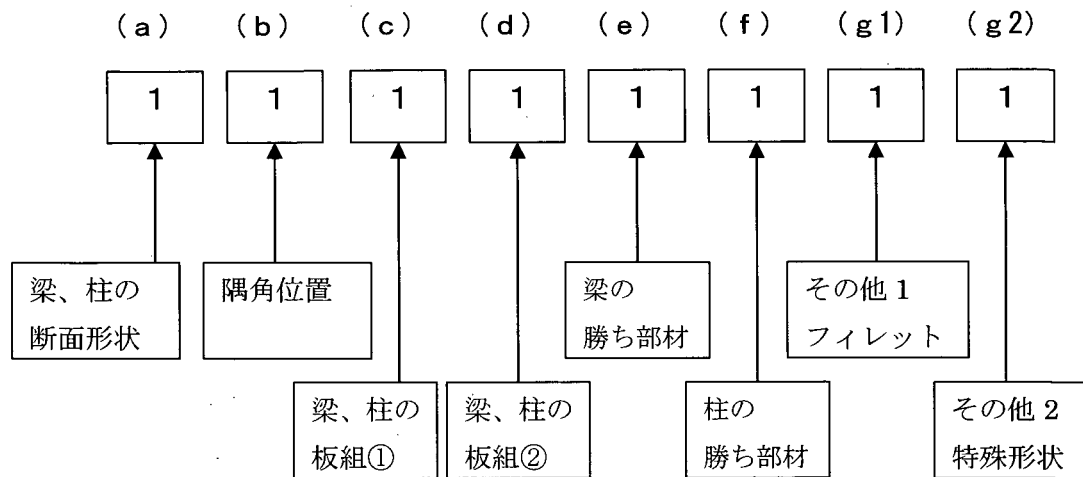 (a) (b) (c) (d) (e) (f) (g1) (g2)
1 1 1 1 1 1 1 1
梁、柱の
断面形状
隅角位置
梁の
勝ち部材
その他 1
フィレット
梁、柱の
板組①
梁、柱の
板組②
柱の
勝ち部材
その他 2
特殊形状